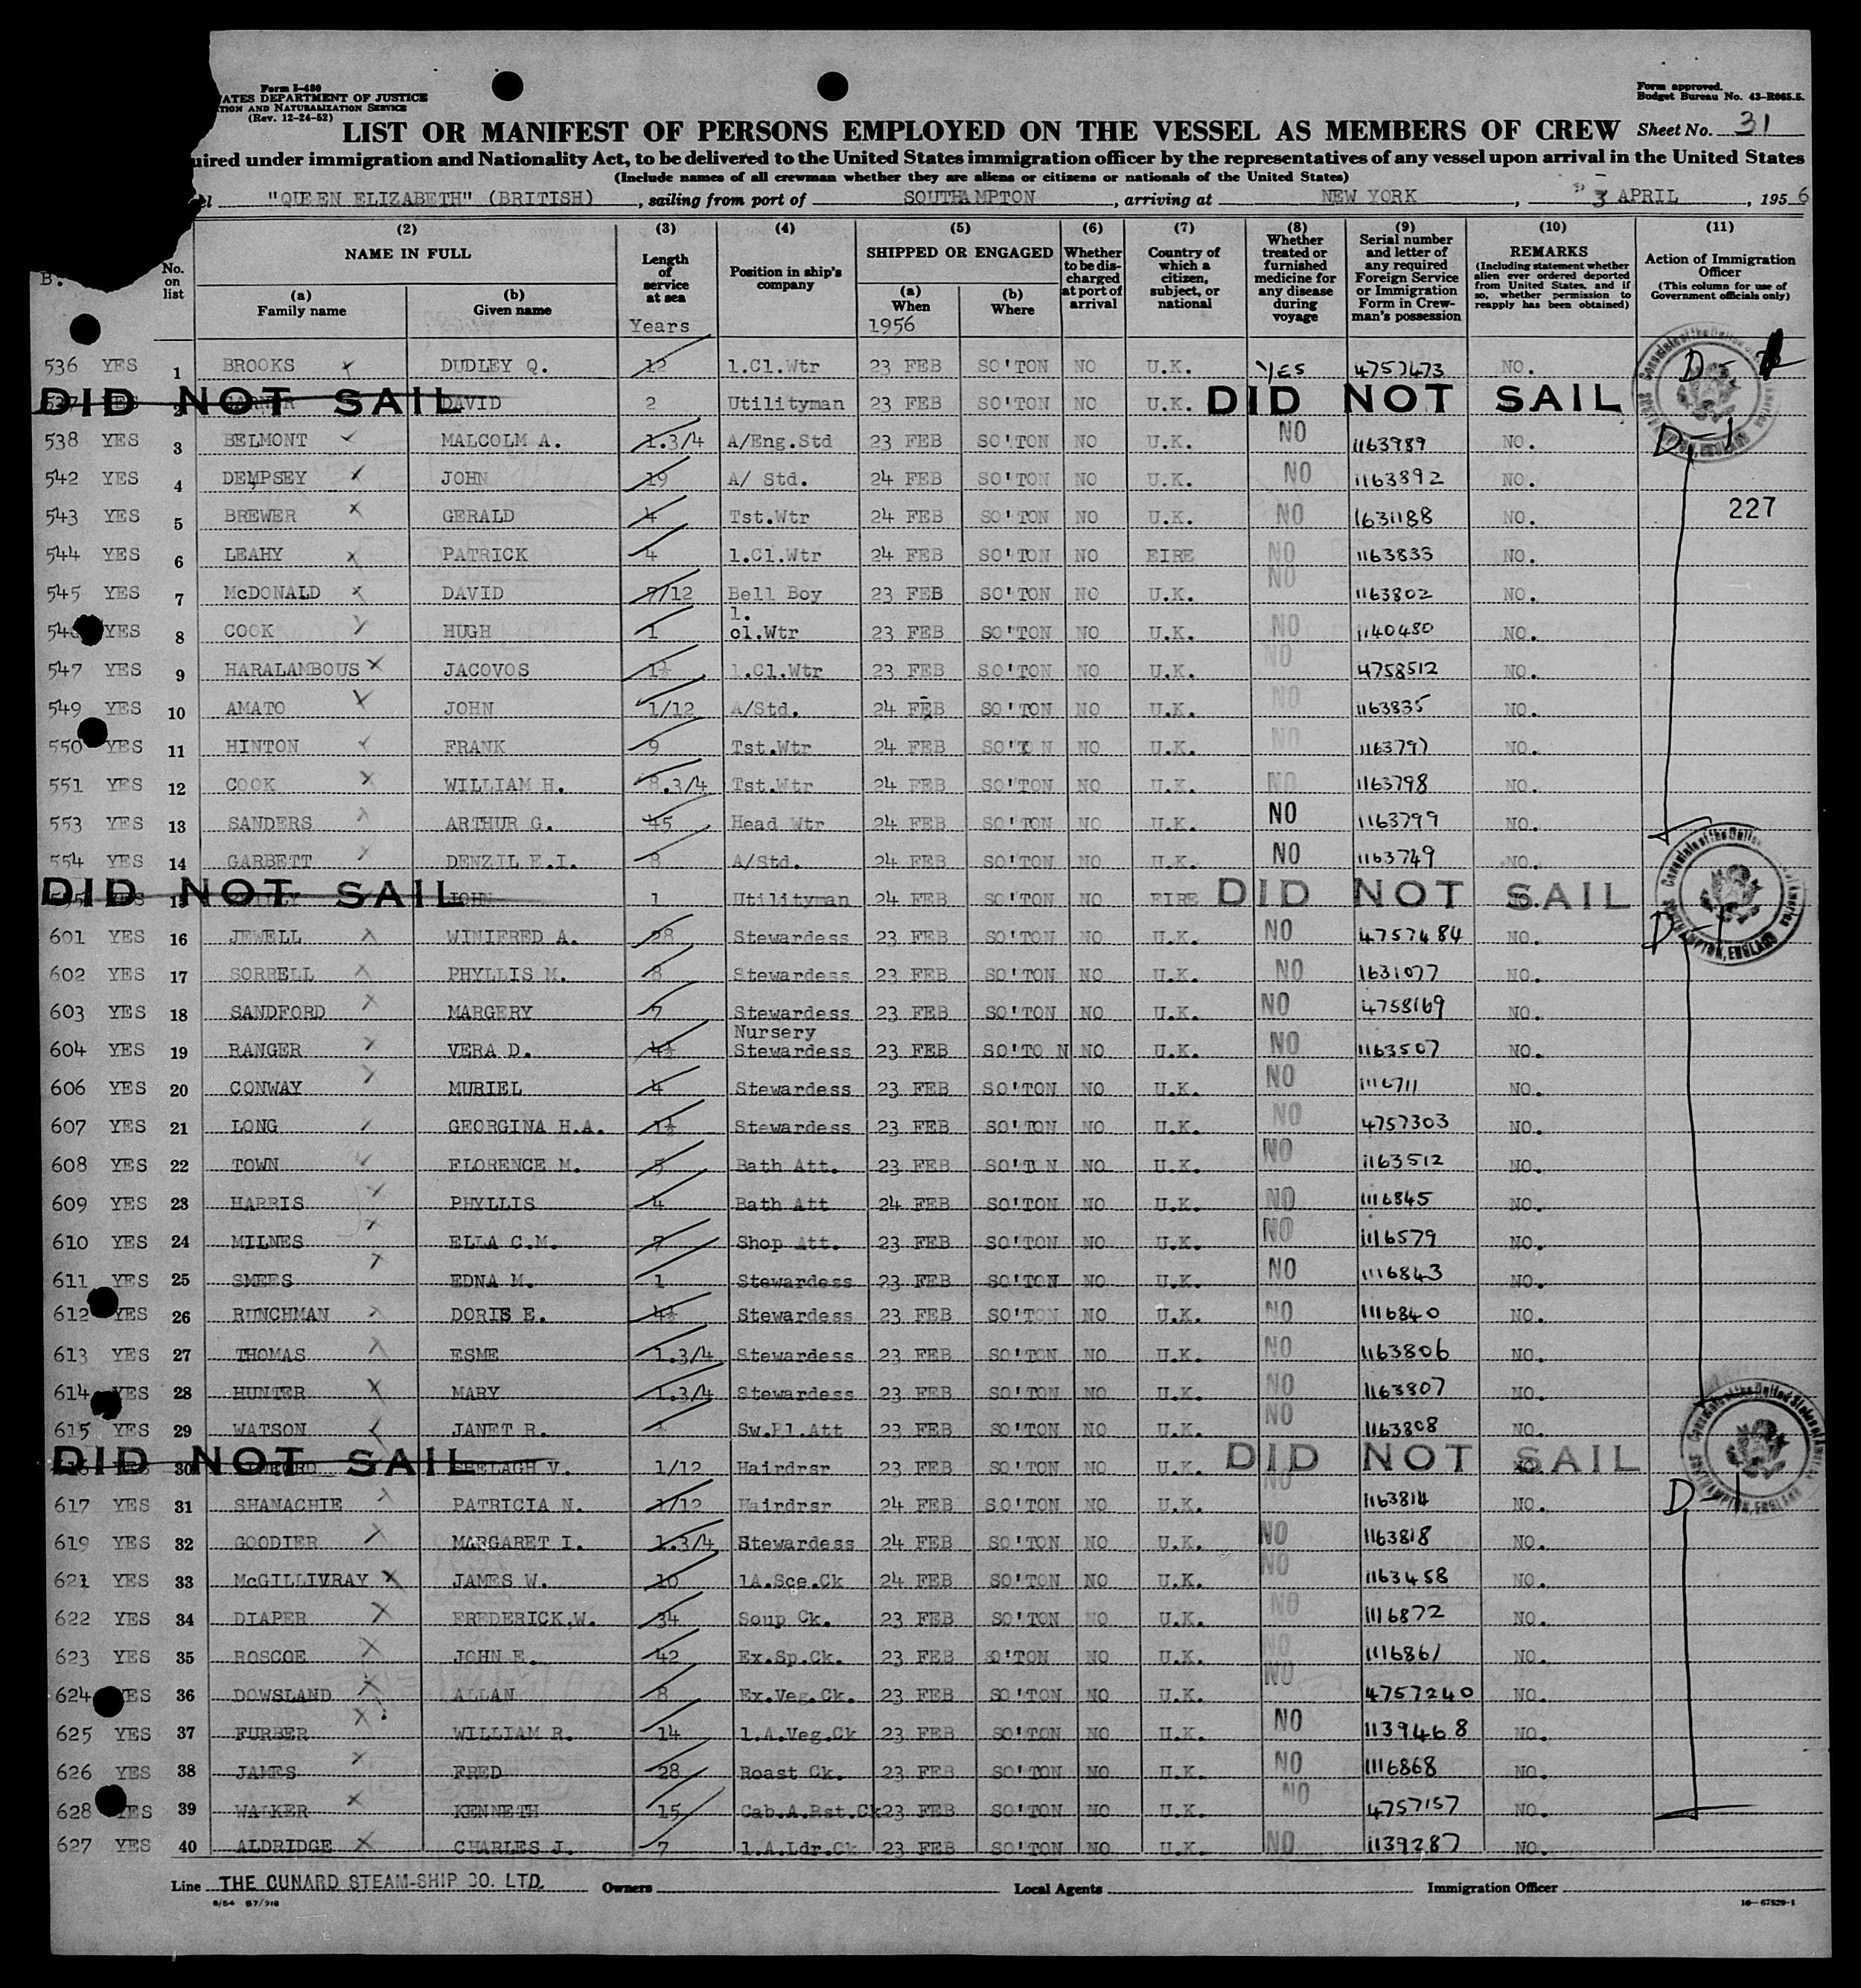 Form I-480
ATES DEPARTMENT OF JUSTICE
TION AND NATURALIZATION SERVICE
(Rev. 12-24-52)
Form approved.
Budget Bureau No. 43-R065.5.
LIST OR MANIFEST OF PERSONS EMPLOYED ON THE VESSEL AS MEMBERS OF CREW Sheet No. 31
uired under immigration and Nationality Act, to be delivered to the United States immigration officer by the representatives of any vessel upon arrival in the United States
(Include names of all crewman whether they are aliens or citizens or nationals of the United States)
el "QUEEN ELIZABETH" (BRITISH), sailing from port of SOUTHAMPTON, arriving at NEW YORK, 3 APRIL, 1956
B. No. on list (2) NAME IN FULL (a) Family name (b) Given name (3) Length of service at sea (4) Position in ship's company (5) SHIPPED OR ENGAGED (a) When (b) Where (6) Whether to be discharged at port of arrival (7) Country of which a citizen, subject, or national (8) Whether treated or furnished medicine for any disease during voyage (9) Serial number and letter of any required Foreign Service or Immigration Form in Crewman's possession (10) REMARKS (Including statement whether alien ever ordered deported from United States, and if so, whether permission to reapply has been obtained) (11) Action of Immigration Officer (This column for use of Government officials only)
Years 1956
536 YES 1 BROOKS x DUDLEY Q. 12 1.Cl.Wtr 23 FEB SO'TON NO U.K. YES 4757473 NO. D-
DID NOT SAIL DAVID 2 Utilityman 23 FEB SO'TON NO U.K. DID NOT SAIL
538 YES 3 BELMONT MALCOLM A. 1.3/4 A/Eng.Std 23 FEB SO'TON NO U.K. NO 1163989 NO. D-1
542 YES 4 DEMPSEY x JOHN 19 A/ Std. 24 FEB SO'TON NO U.K. NO 1163892 NO.
543 YES 5 BREWER x GERALD 4 Tst.Wtr 24 FEB SO'TON NO U.K. NO 1631188 NO. 227
544 YES 6 LEAHY x PATRICK 4 1.Cl.Wtr 24 FEB SO'TON NO EIRE NO 1163833 NO.
545 YES 7 McDONALD x DAVID 9/12 Bell Boy 23 FEB SO'TON NO U.K. NO 1163802 NO.
YES 8 COOK HUGH 1 1. cl.Wtr 23 FEB SO'TON NO U.K. NO 1140480 NO.
547 YES 9 HARALAMBOUS x JACOVOS 1½ 1.Cl.Wtr 23 FEB SO'TON NO U.K. NO 4758512 NO.
549 YES 10 AMATO JOHN 1/12 A/Std. 24 FEB SO'TON NO U.K. NO 1163835 NO.
550 YES 11 HINTON FRANK 9 Tst.Wtr 24 FEB SO'T N NO U.K. NO 1163797 NO.
551 YES 12 COOK x WILLIAM H. 8.3/4 Tst.Wtr 24 FEB SO'TON NO U.K. NO 1163798 NO.
553 YES 13 SANDERS ARTHUR G. 45 Head Wtr 24 FEB SO'TON NO U.K. NO 1163799 NO.
554 YES 14 GARBETT DENZIL E.I. 8 A/Std. 24 FEB SO'TON NO U.K. NO 1163749 NO.
DID NOT SAIL JOHN 1 Utilityman 24 FEB SO'TON NO EIRE DID NOT SAIL
601 YES 16 JEWELL x WINIFRED A. 28 Stewardess 23 FEB SO'TON NO U.K. NO 4757484 NO. D-1
602 YES 17 SORRELL x PHYLLIS M. 8 Stewardess 23 FEB SO'TON NO U.K. NO 1631077 NO.
603 YES 18 SANDFORD x MARGERY 7 Stewardess 23 FEB SO'TON NO U.K. NO 4758169 NO.
604 YES 19 RANGER VERA D. 4½ Nursery Stewardess 23 FEB SO'TO N NO U.K. NO 1163507 NO.
606 YES 20 CONWAY MURIEL 4 Stewardess 23 FEB SO'TON NO U.K. NO 1116711 NO.
607 YES 21 LONG GEORGINA H.A. 1½ Stewardess 23 FEB SO'TON NO U.K. NO 4757303 NO.
608 YES 22 TOWN FLORENCE M. 5 Bath Att. 23 FEB SO'T N NO U.K. NO 1163512 NO.
609 YES 23 HARRIS PHYLLIS 4 Bath Att 24 FEB SO'TON NO U.K. NO 1116845 NO.
610 YES 24 MILNES x ELLA C.M. 7 Shop Att. 23 FEB SO'TON NO U.K. NO 1116579 NO.
611 YES 25 SMEES EDNA M. 1 Stewardess 23 FEB SO'TON NO U.K. NO 1116843 NO.
612 YES 26 RUNCHMAN x DORIS E. 4½ Stewardess 23 FEB SO'TON NO U.K. NO 1116840 NO.
613 YES 27 THOMAS x ESME 1.3/4 Stewardess 23 FEB SO'TON NO U.K. NO 1163806 NO.
614 YES 28 HUNTER x MARY 1.3/4 Stewardess 23 FEB SO'TON NO U.K. NO 1163807 NO.
615 YES 29 WATSON JANET R. Sw.Pl.Att 23 FEB SO'TON NO U.K. NO 1163808 NO.
DID NOT SAIL 30 1/12 Hairdrsr 23 FEB SO'TON NO U.K. NO DID NOT SAIL
617 YES 31 SHANACHIE PATRICIA N. 1/12 Hairdrsr 24 FEB SO'TON NO U.K. 1163814 NO. D-1
619 YES 32 GOODIER x MARGARET I. 1.3/4 Stewardess 24 FEB SO'TON NO U.K. NO 1163818 NO.
621 YES 33 McGILLIVRAY x JAMES W. 10 1A.Sce.Ck 24 FEB SO'TON NO U.K. NO 1163458 NO.
622 YES 34 DIAPER x FREDERICK,W. 34 Soup Ck. 23 FEB SO'TON NO U.K. NO 1116872 NO.
623 YES 35 ROSCOE x JOHN E. 42 Ex.Sp.Ck. 23 FEB SO'TON NO U.K. NO 1116861 NO.
624 YES 36 DOWSLAND x ALLAN 8 Ex.Veg.Ck. 23 FEB SO'TON NO U.K. NO 4757240 NO.
625 YES 37 FURBER x WILLIAM R. 14 1.A.Veg.Ck 23 FEB SO'TON NO U.K. NO 1139468 NO.
626 YES 38 JAMES x FRED 28 Roast Ck. 23 FEB SO'TON NO U.K. NO 1116868 NO.
628 YES 39 WALKER x KENNETH 15 Cab.A.Rst.Ck 23 FEB SO'TON NO U.K. NO 4757157 NO.
627 YES 40 ALDRIDGE x CHARLES J. 7 1.A.Ldr.Ck 23 FEB SO'TON NO U.K. NO 1139287 NO.
Line THE CUNARD STEAM-SHIP CO. LTD. Owners Local Agents Immigration Officer
16-67529-1